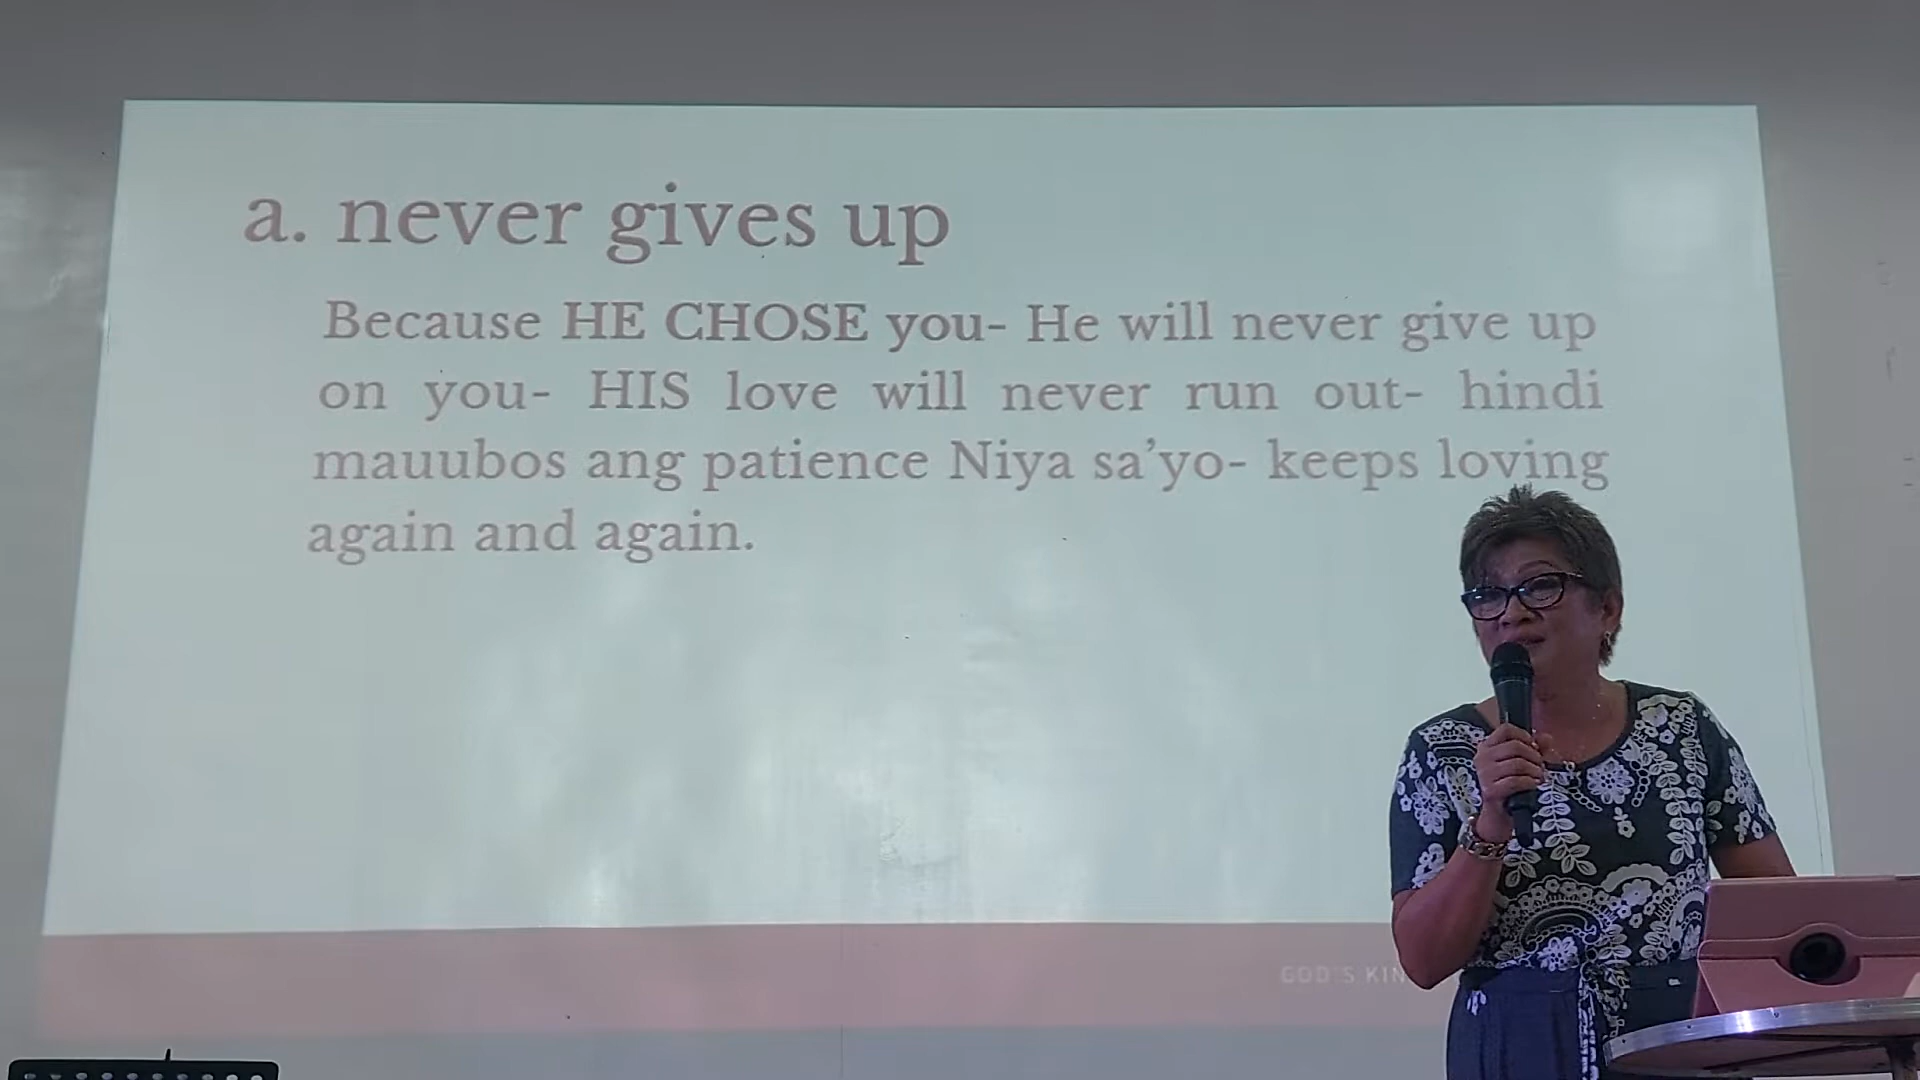 a. never gives up
Because HE CHOSE you- He will never give up
on you- HIS love will never run out- hindi
mauubos ang patience Niya sa’yo- keeps loving
again and again.
GOD'S